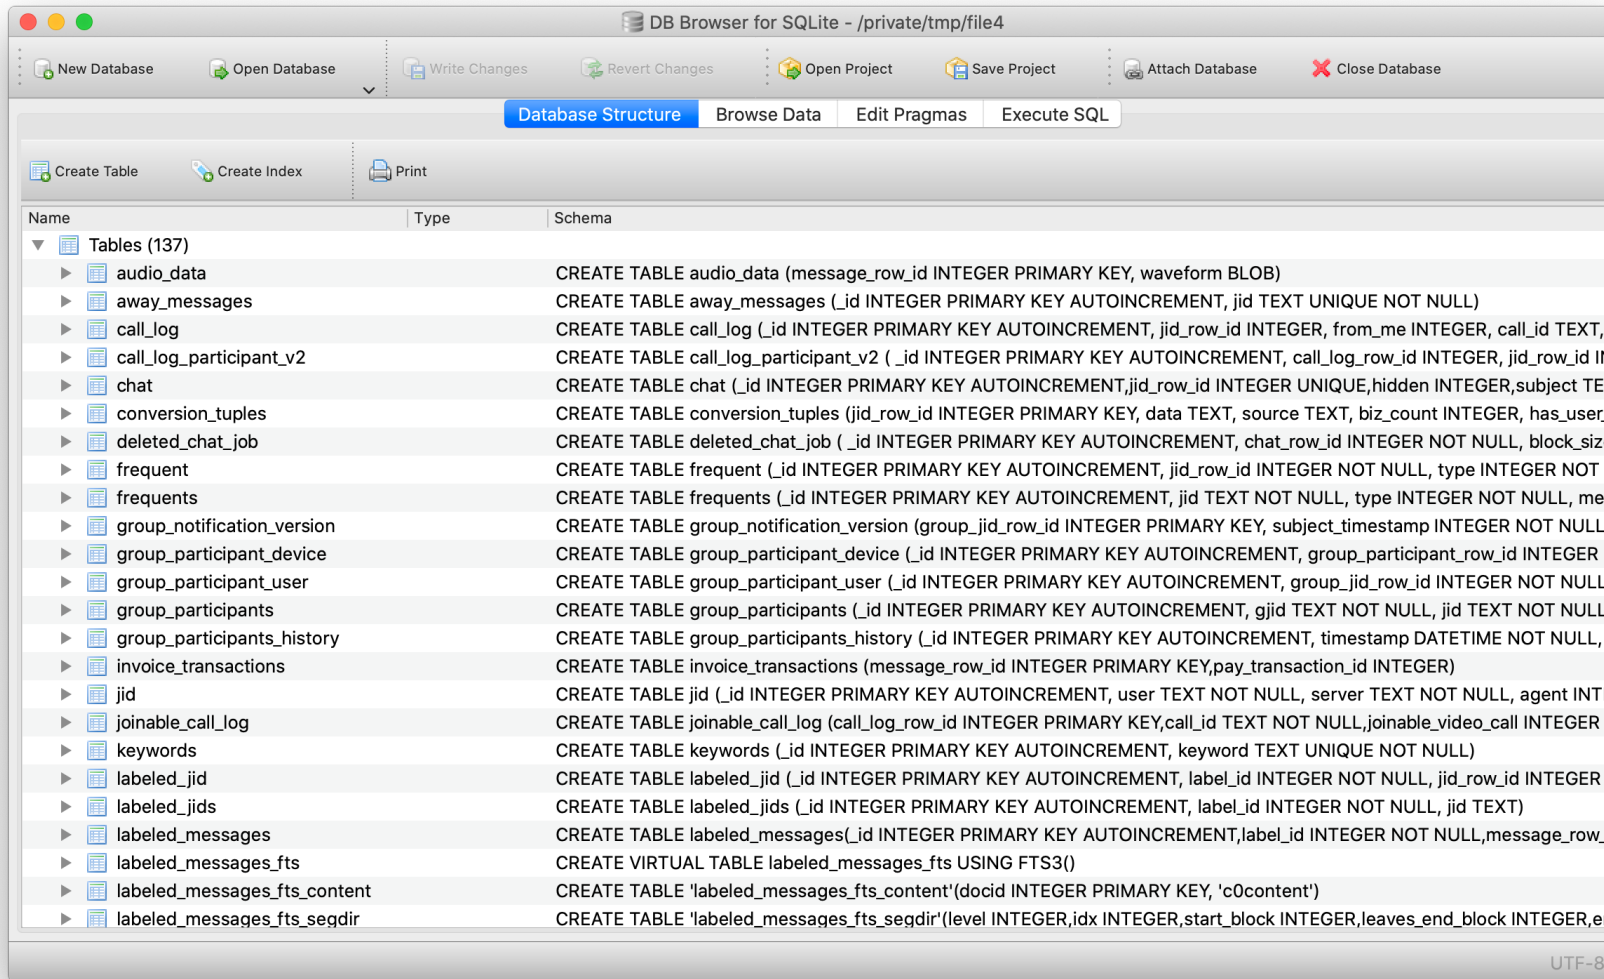 DB Browser for SQLite - /private/tmp/file4
New Database Open Database Write Changes Revert Changes Open Project Save Project Attach Database Close Database
Database Structure Browse Data Edit Pragmas Execute SQL
Create Table Create Index Print
Name Type Schema
Tables (137)
audio_data CREATE TABLE audio_data (message_row_id INTEGER PRIMARY KEY, waveform BLOB)
away_messages CREATE TABLE away_messages (_id INTEGER PRIMARY KEY AUTOINCREMENT, jid TEXT UNIQUE NOT NULL)
call_log CREATE TABLE call_log (_id INTEGER PRIMARY KEY AUTOINCREMENT, jid_row_id INTEGER, from_me INTEGER, call_id TEXT,
call_log_participant_v2 CREATE TABLE call_log_participant_v2 ( _id INTEGER PRIMARY KEY AUTOINCREMENT, call_log_row_id INTEGER, jid_row_id
chat CREATE TABLE chat (_id INTEGER PRIMARY KEY AUTOINCREMENT,jid_row_id INTEGER UNIQUE,hidden INTEGER,subject TE
conversion_tuples CREATE TABLE conversion_tuples (jid_row_id INTEGER PRIMARY KEY, data TEXT, source TEXT, biz_count INTEGER, has_user_
deleted_chat_job CREATE TABLE deleted_chat_job ( _id INTEGER PRIMARY KEY AUTOINCREMENT, chat_row_id INTEGER NOT NULL, block_siz
frequent CREATE TABLE frequent (_id INTEGER PRIMARY KEY AUTOINCREMENT, jid_row_id INTEGER NOT NULL, type INTEGER NOT
frequents CREATE TABLE frequents (_id INTEGER PRIMARY KEY AUTOINCREMENT, jid TEXT NOT NULL, type INTEGER NOT NULL, me
group_notification_version CREATE TABLE group_notification_version (group_jid_row_id INTEGER PRIMARY KEY, subject_timestamp INTEGER NOT NULL
group_participant_device CREATE TABLE group_participant_device (_id INTEGER PRIMARY KEY AUTOINCREMENT, group_participant_row_id INTEGER
group_participant_user CREATE TABLE group_participant_user (_id INTEGER PRIMARY KEY AUTOINCREMENT, group_jid_row_id INTEGER NOT NULL
group_participants CREATE TABLE group_participants (_id INTEGER PRIMARY KEY AUTOINCREMENT, gjid TEXT NOT NULL, jid TEXT NOT NULL
group_participants_history CREATE TABLE group_participants_history (_id INTEGER PRIMARY KEY AUTOINCREMENT, timestamp DATETIME NOT NULL,
invoice_transactions CREATE TABLE invoice_transactions (message_row_id INTEGER PRIMARY KEY,pay_transaction_id INTEGER)
jid CREATE TABLE jid (_id INTEGER PRIMARY KEY AUTOINCREMENT, user TEXT NOT NULL, server TEXT NOT NULL, agent INT
joinable_call_log CREATE TABLE joinable_call_log (call_log_row_id INTEGER PRIMARY KEY,call_id TEXT NOT NULL,joinable_video_call INTEGER
keywords CREATE TABLE keywords (_id INTEGER PRIMARY KEY AUTOINCREMENT, keyword TEXT UNIQUE NOT NULL)
labeled_jid CREATE TABLE labeled_jid (_id INTEGER PRIMARY KEY AUTOINCREMENT, label_id INTEGER NOT NULL, jid_row_id INTEGER
labeled_jids CREATE TABLE labeled_jids (_id INTEGER PRIMARY KEY AUTOINCREMENT, label_id INTEGER NOT NULL, jid TEXT)
labeled_messages CREATE TABLE labeled_messages(_id INTEGER PRIMARY KEY AUTOINCREMENT,label_id INTEGER NOT NULL,message_row_
labeled_messages_fts CREATE VIRTUAL TABLE labeled_messages_fts USING FTS3()
labeled_messages_fts_content CREATE TABLE 'labeled_messages_fts_content'(docid INTEGER PRIMARY KEY, 'c0content')
labeled_messages_fts_segdir CREATE TABLE 'labeled_messages_fts_segdir'(level INTEGER,idx INTEGER,start_block INTEGER,leaves_end_block INTEGER,e
UTF-8